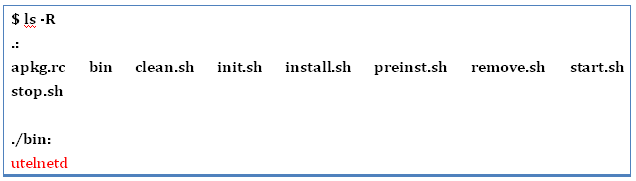 $ ls -R
.:
apkg.rc bin clean.sh init.sh install.sh preinst.sh remove.sh start.sh
stop.sh
./bin:
utelnetd